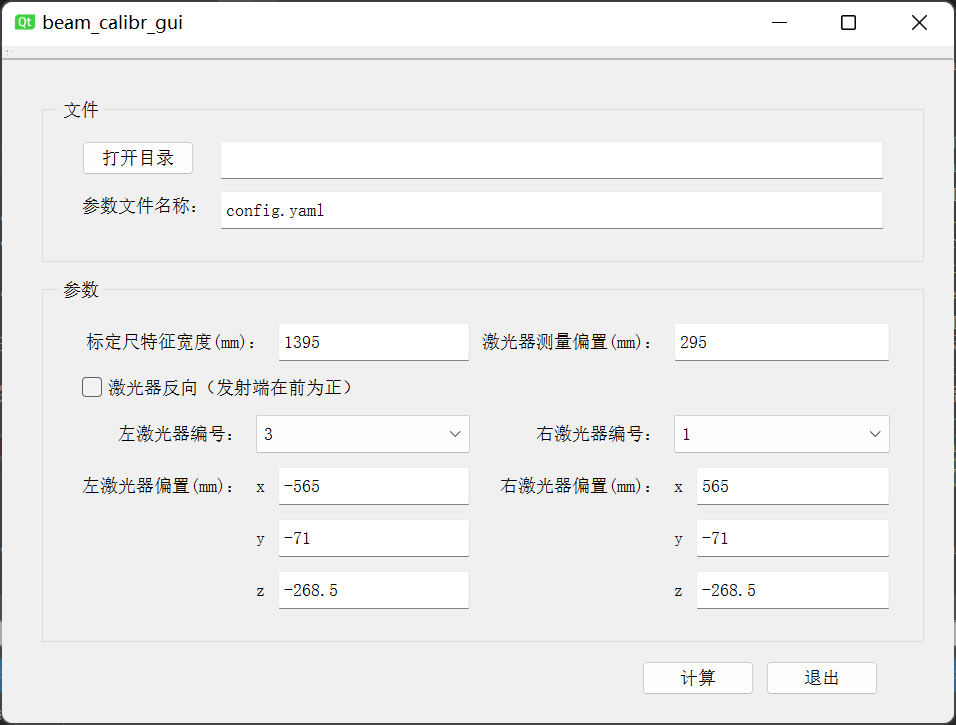 Qt beam_calibr_gui
文件
打开目录
参数文件名称： config.yaml
参数
标定尺特征宽度(mm)： 1395 激光器测量偏置(mm)： 295
激光器反向（发射端在前为正）
左激光器编号： 3 右激光器编号： 1
左激光器偏置(mm)： x -565 右激光器偏置(mm)： x 565
y -71 y -71
z -268.5 z -268.5
计算 退出